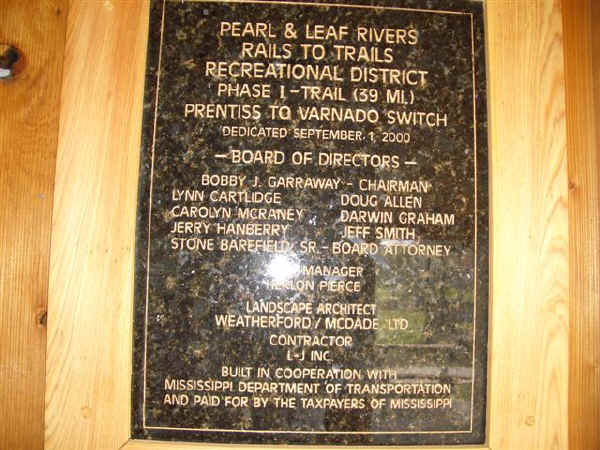 PEARL & LEAF RIVERS
RAILS TO TRAILS
RECREATIONAL DISTRICT
PHASE I - TRAIL (39 MI.)
PRENTISS TO VARNADO SWITCH
DEDICATED SEPTEMBER 1, 2000
- BOARD OF DIRECTORS -
BOBBY J. GARRAWAY - CHAIRMAN
LYNN CARTLIDGE DOUG ALLEN
CAROLYN MCRANEY DARWIN GRAHAM
JERRY HANBERRY JEFF SMITH
STONE BAREFIELD, SR. - BOARD ATTORNEY
MANAGER
PIERCE
LANDSCAPE ARCHITECT
WEATHERFORD / MCDADE LTD.
CONTRACTOR
L-J INC.
BUILT IN COOPERATION WITH
MISSISSIPPI DEPARTMENT OF TRANSPORTATION
AND PAID FOR BY THE TAXPAYERS OF MISSISSIPPI